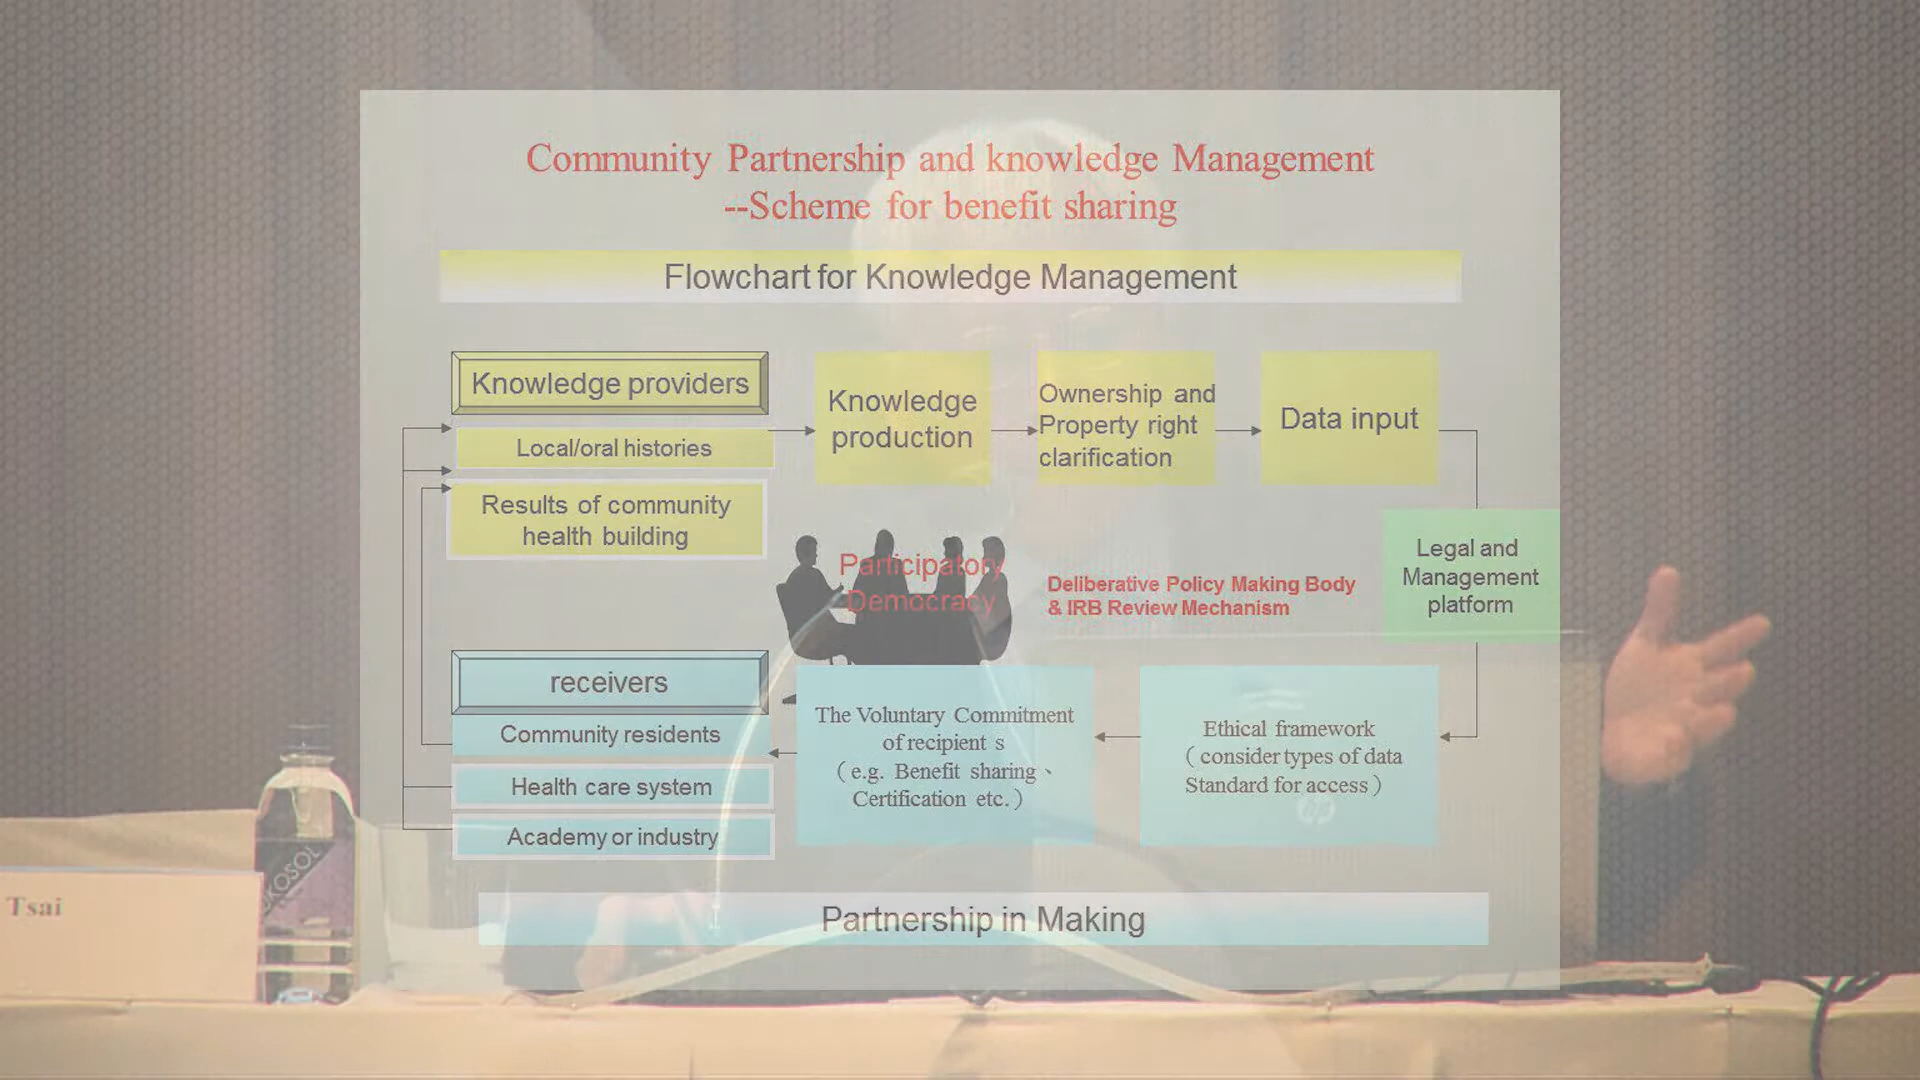 Community Partnership and knowledge Management
--Scheme for benefit sharing
Flowchart for Knowledge Management
Knowledge providers
Local/oral histories
Results of community
health building
Knowledge
production
Ownership and
Property right
clarification
Data input
Legal and
Management
platform
Participatory
Democracy
Deliberative Policy Making Body
& IRB Review Mechanism
receivers
Community residents
Health care system
Academy or industry
The Voluntary Commitment
of recipient s
（e.g. Benefit sharing、
Certification etc.）
Ethical framework
（consider types of data
Standard for access）
Partnership in Making
Tsai
hp